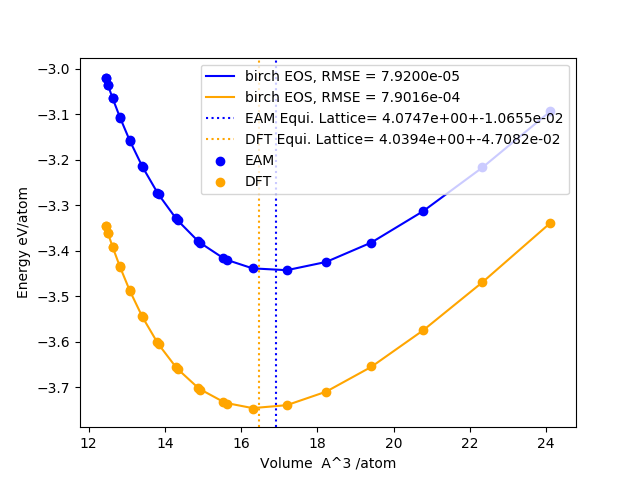 birch EOS, RMSE = 7.9200e-05
birch EOS, RMSE = 7.9016e-04
EAM Equi. Lattice= 4.0747e+00+-1.0655e-02
DFT Equi. Lattice= 4.0394e+00+-4.7082e-02
EAM
DFT
Energy eV/atom
−3.0
−3.1
−3.2
−3.3
−3.4
−3.5
−3.6
−3.7
12 14 16 18 20 22 24
Volume  A^3 /atom